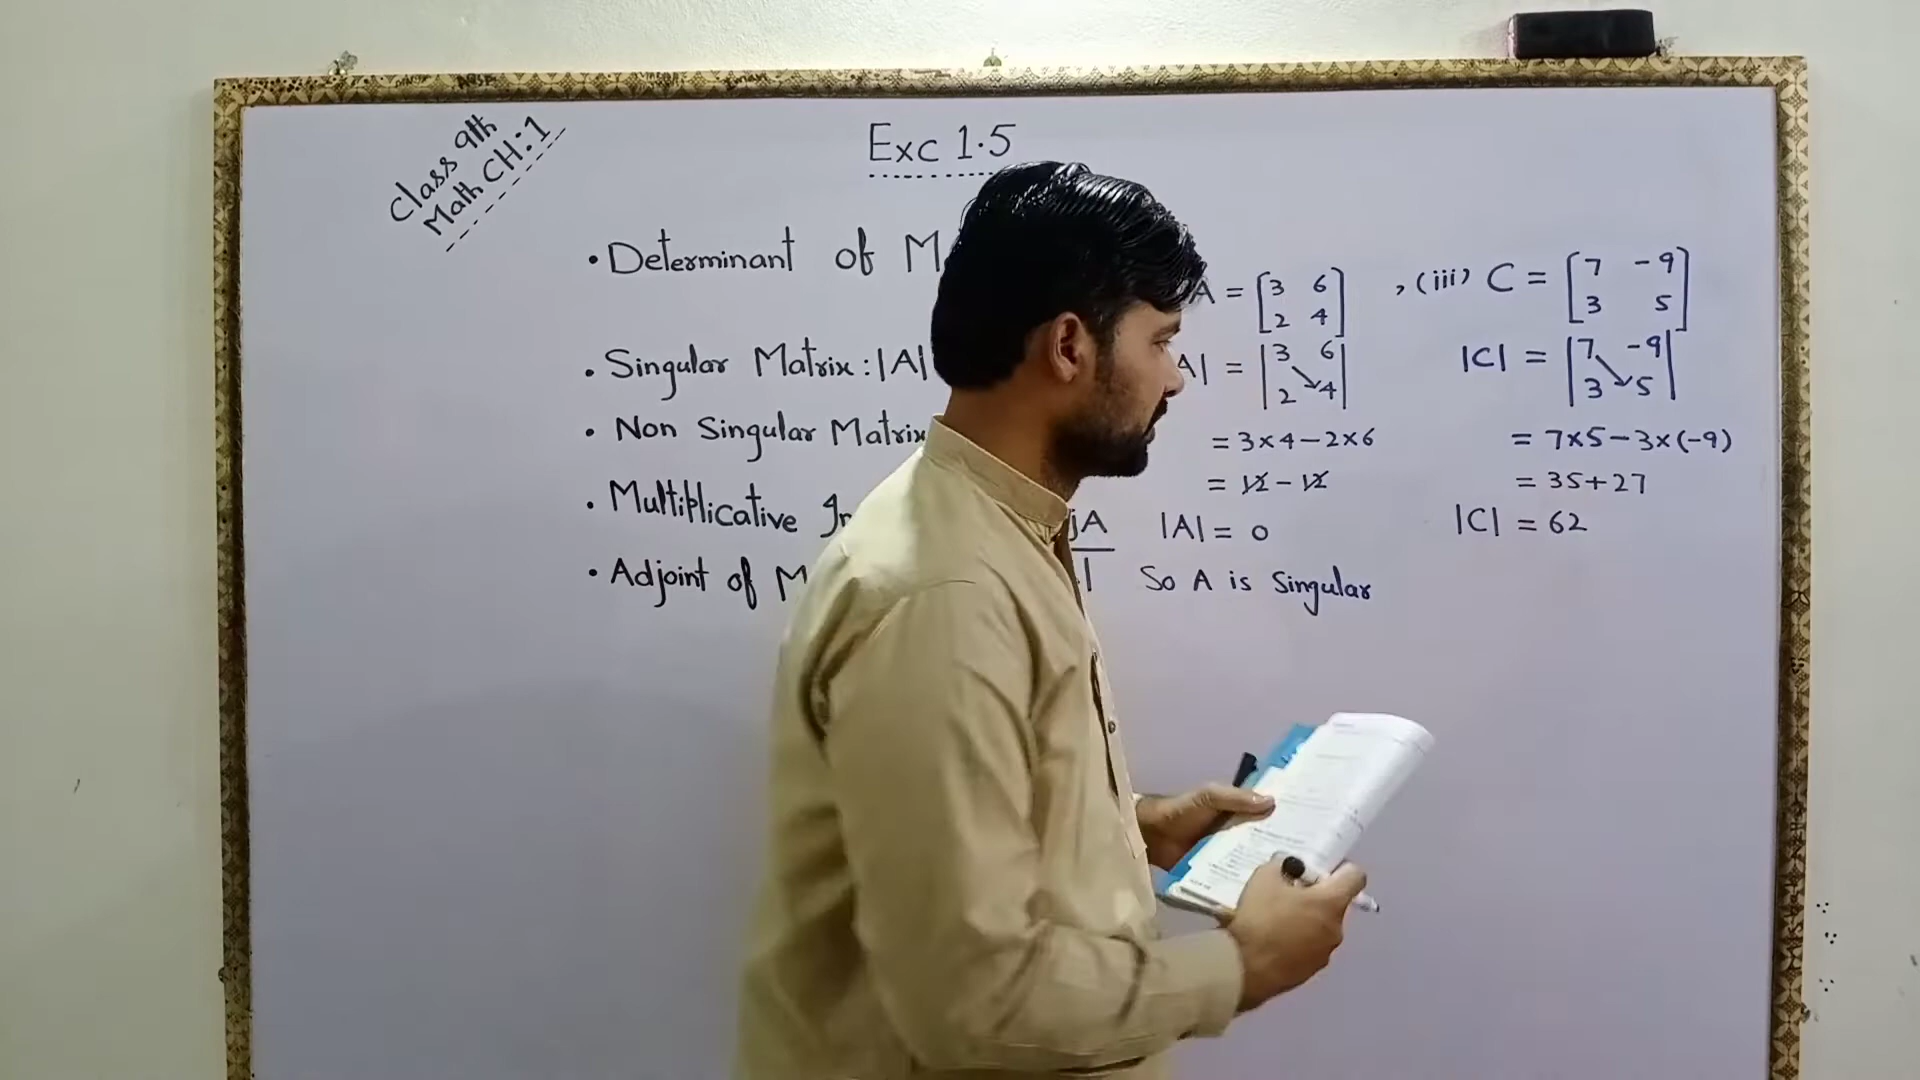 Class 9th
Math CH:1
Exc 1.5
• Determinant of M
• Singular Matrix : |A|
• Non Singular Matrix
• Multiplicative In
• Adjoint of M
jA
A = [3 6
2 4]
A| = |3 6
2 4|
= 3×4-2×6
= 12-12
|A| = 0
So A is Singular
, (iii) C = [7 -9
3 5]
|C| = |7 -9
3 5|
= 7×5-3×(-9)
= 35+27
|C| = 62